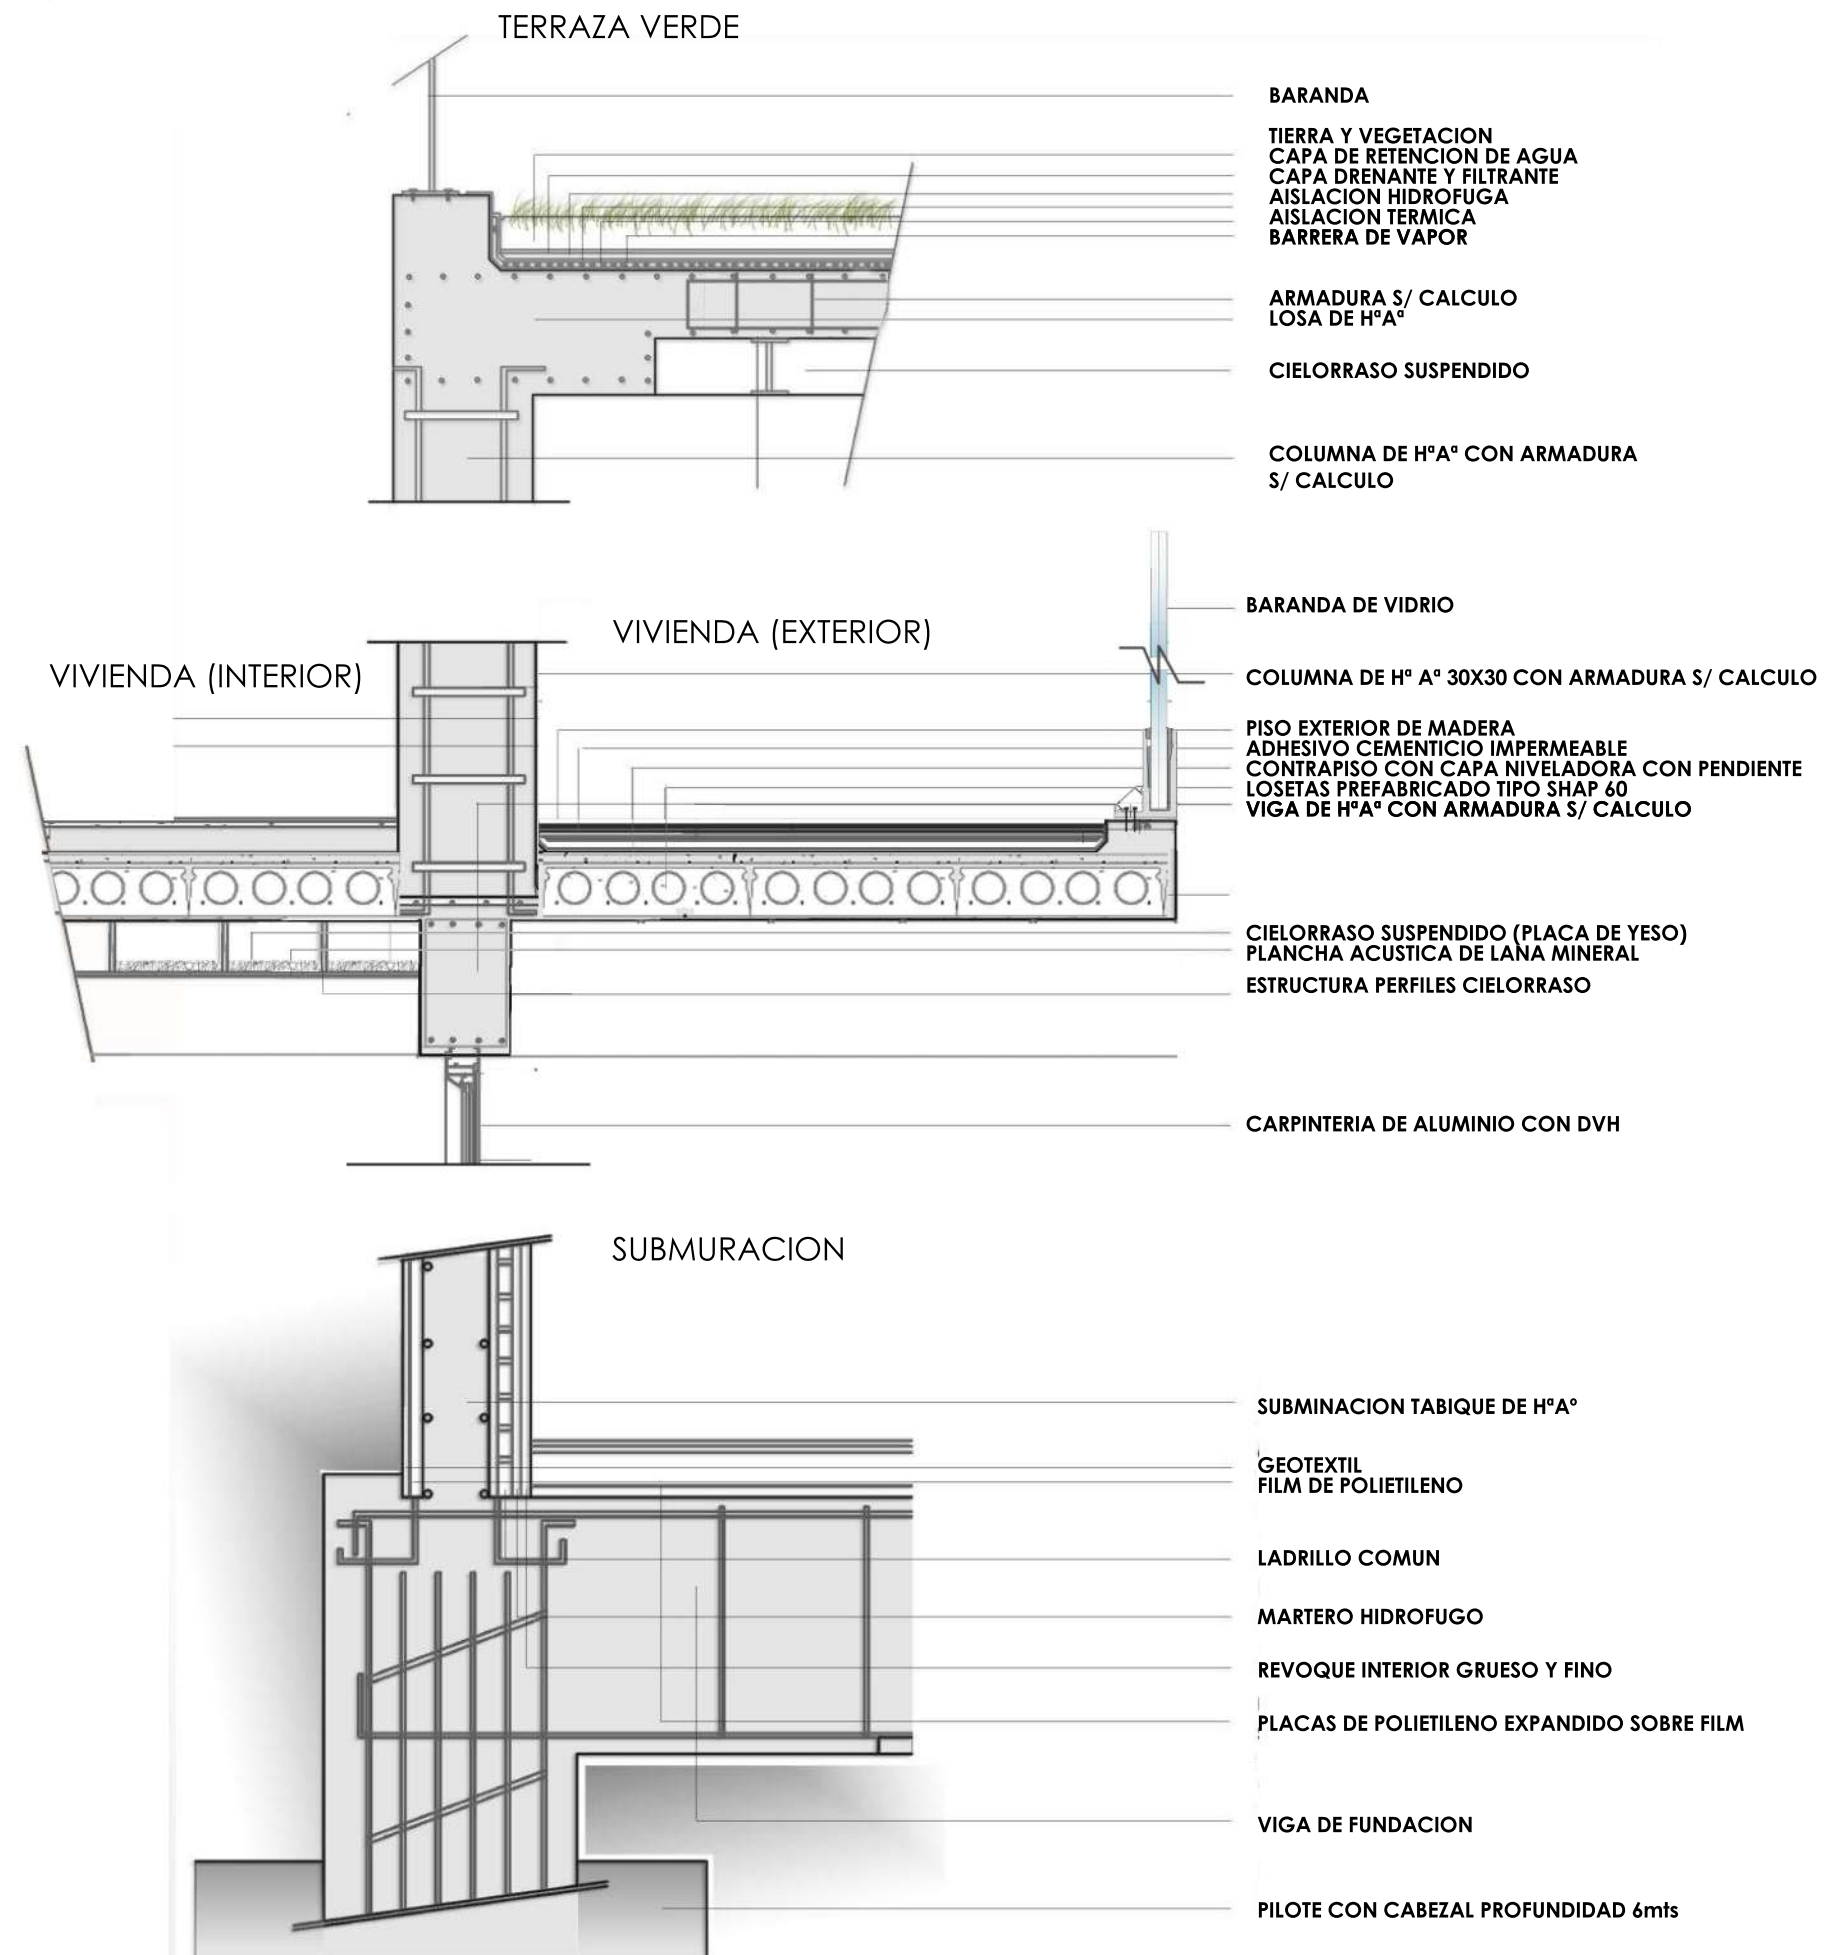 TERRAZA VERDE
BARANDA
TIERRA Y VEGETACION
CAPA DE RETENCION DE AGUA
CAPA DRENANTE Y FILTRANTE
AISLACION HIDROFUGA
AISLACION TERMICA
BARRERA DE VAPOR
ARMADURA S/ CALCULO
LOSA DE HªAª
CIELORRASO SUSPENDIDO
COLUMNA DE HªAª CON ARMADURA
S/ CALCULO
VIVIENDA (EXTERIOR)
VIVIENDA (INTERIOR)
BARANDA DE VIDRIO
COLUMNA DE Hª Aª 30X30 CON ARMADURA S/ CALCULO
PISO EXTERIOR DE MADERA
ADHESIVO CEMENTICIO IMPERMEABLE
CONTRAPISO CON CAPA NIVELADORA CON PENDIENTE
LOSETAS PREFABRICADO TIPO SHAP 60
VIGA DE HªAª CON ARMADURA S/ CALCULO
CIELORRASO SUSPENDIDO (PLACA DE YESO)
PLANCHA ACUSTICA DE LANA MINERAL
ESTRUCTURA PERFILES CIELORRASO
CARPINTERIA DE ALUMINIO CON DVH
SUBMURACION
SUBMINACION TABIQUE DE HªAº
GEOTEXTIL
FILM DE POLIETILENO
LADRILLO COMUN
MARTERO HIDROFUGO
REVOQUE INTERIOR GRUESO Y FINO
PLACAS DE POLIETILENO EXPANDIDO SOBRE FILM
VIGA DE FUNDACION
PILOTE CON CABEZAL PROFUNDIDAD 6mts